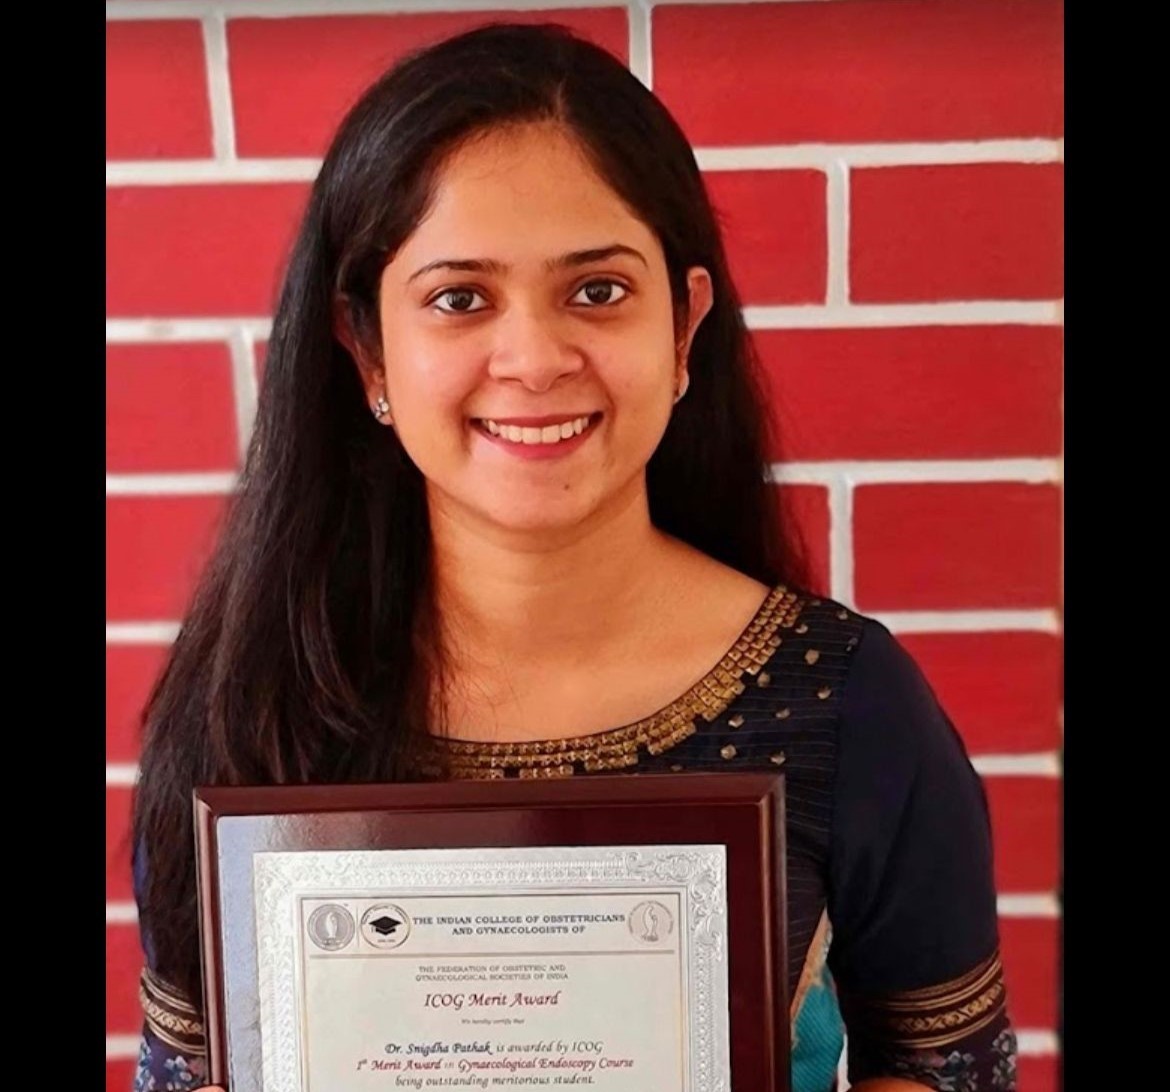 THE INDIAN COLLEGE OF OBSTETRICIANS
AND GYNAECOLOGISTS OF
THE FEDERATION OF OBSTETRIC AND
GYNAECOLOGICAL SOCIETIES OF INDIA
ICOG Merit Award
We hereby certify that
Dr. Snigdha Pathak is awarded by ICOG
1st Merit Award in Gynaecological Endoscopy Course
being outstanding meritorious student.